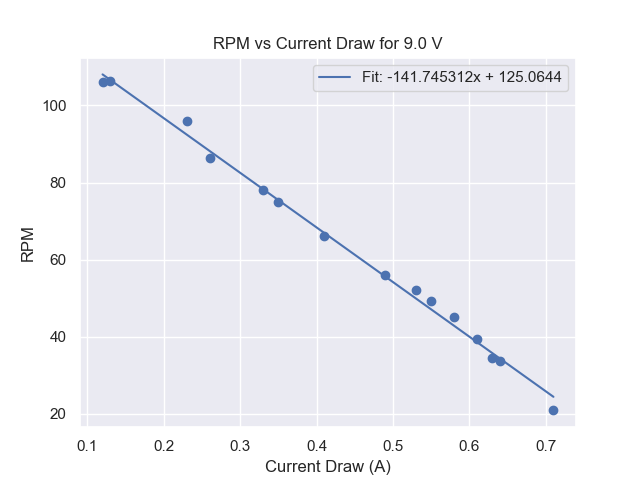 RPM vs Current Draw for 9.0 V
Fit: -141.745312x + 125.0644
100
80
60
40
20
RPM
0.1 0.2 0.3 0.4 0.5 0.6 0.7
Current Draw (A)